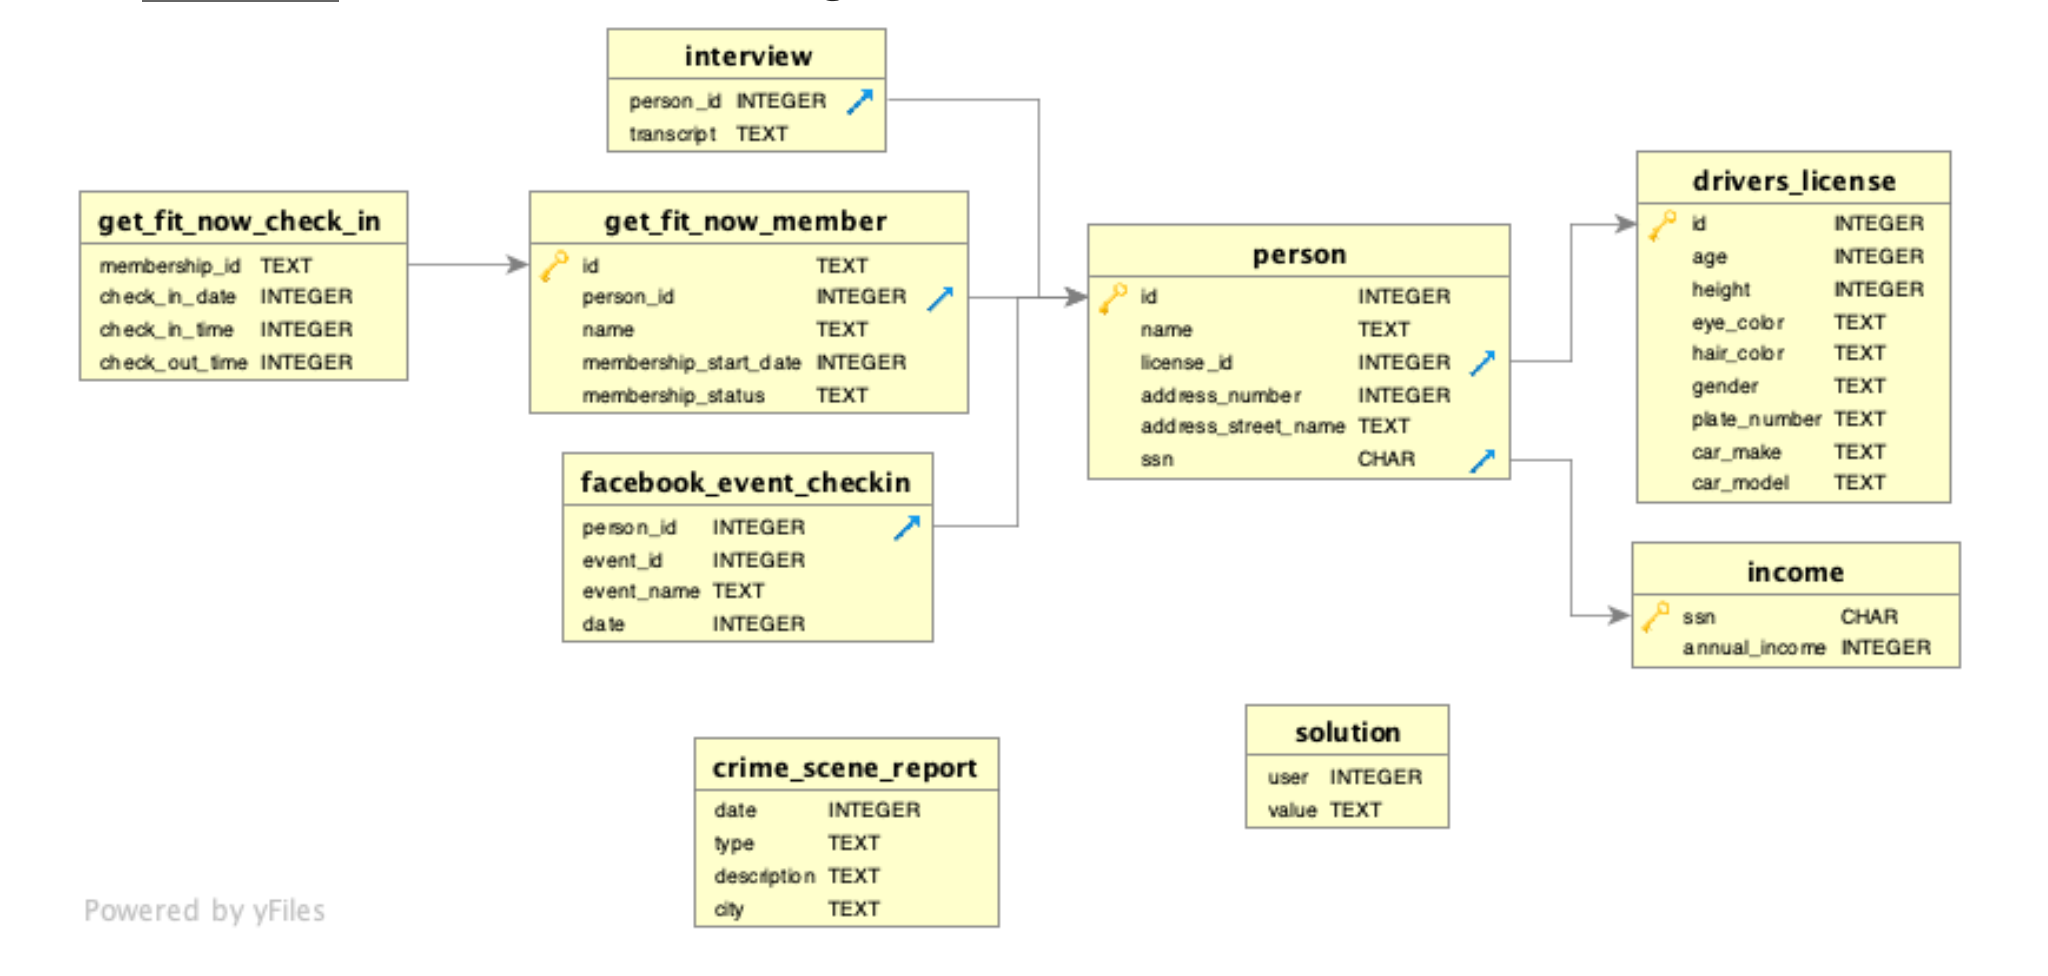 interview
person_id INTEGER
transcript TEXT
get_fit_now_check_in
membership_id TEXT
check_in_date INTEGER
check_in_time INTEGER
check_out_time INTEGER
get_fit_now_member
id TEXT
person_id INTEGER
name TEXT
membership_start_date INTEGER
membership_status TEXT
facebook_event_checkin
person_id INTEGER
event_id INTEGER
event_name TEXT
date INTEGER
person
id INTEGER
name TEXT
license_id INTEGER
address_number INTEGER
address_street_name TEXT
ssn CHAR
drivers_license
id INTEGER
age INTEGER
height INTEGER
eye_color TEXT
hair_color TEXT
gender TEXT
plate_number TEXT
car_make TEXT
car_model TEXT
income
ssn CHAR
annual_income INTEGER
solution
user INTEGER
value TEXT
crime_scene_report
date INTEGER
type TEXT
description TEXT
city TEXT
Powered by yFiles